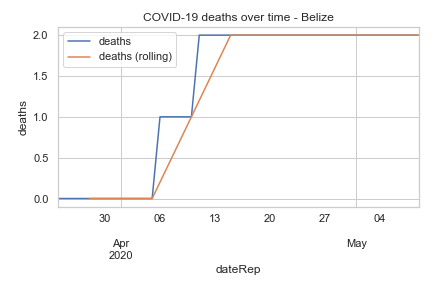 COVID-19 deaths over time - Belize
deaths
deaths (rolling)
2.0
1.5
1.0
0.5
0.0
deaths
30 06 13 20 27 04
Apr May
2020
dateRep